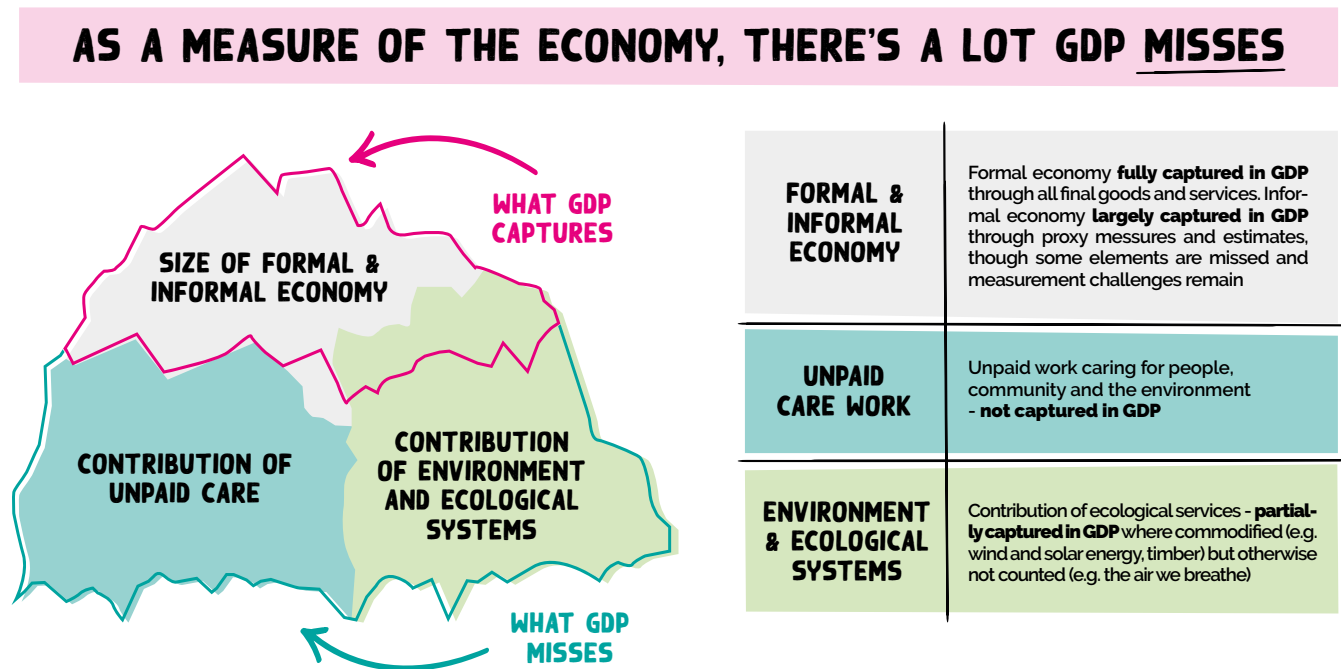 AS A MEASURE OF THE ECONOMY, THERE'S A LOT GDP MISSES
WHAT GDP
CAPTURES
SIZE OF FORMAL &
INFORMAL ECONOMY
CONTRIBUTION OF
UNPAID CARE
CONTRIBUTION
OF ENVIRONMENT
AND ECOLOGICAL
SYSTEMS
WHAT GDP
MISSES
FORMAL &
INFORMAL
ECONOMY
Formal economy fully captured in GDP
through all final goods and services. Infor-
mal economy largely captured in GDP
through proxy messures and estimates,
though some elements are missed and
measurement challenges remain
UNPAID
CARE WORK
Unpaid work caring for people,
community and the environment
- not captured in GDP
ENVIRONMENT
& ECOLOGICAL
SYSTEMS
Contribution of ecological services - partial-
ly captured in GDP where commodified (e.g.
wind and solar energy, timber) but otherwise
not counted (e.g. the air we breathe)